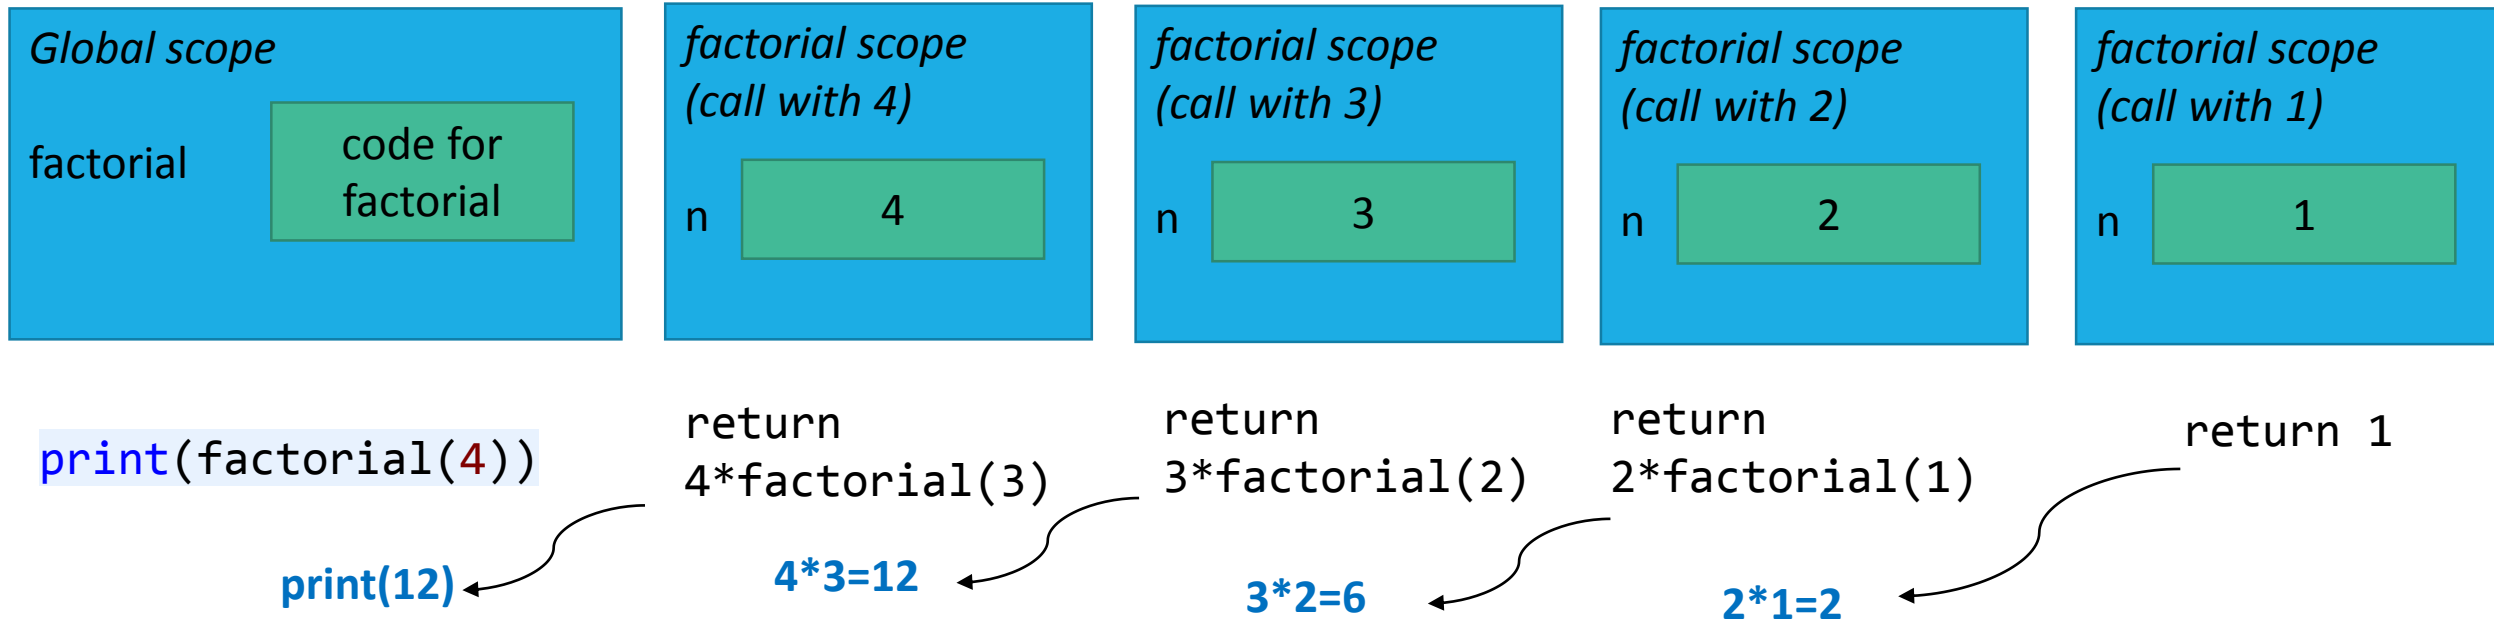 Global scope
factorial
code for
factorial
factorial scope
(call with 4)
n
4
factorial scope
(call with 3)
n
3
factorial scope
(call with 2)
n
2
factorial scope
(call with 1)
n
1
print(factorial(4))
print(12)
return
4*factorial(3)
4*3=12
return
3*factorial(2)
3*2=6
return
2*factorial(1)
2*1=2
return 1